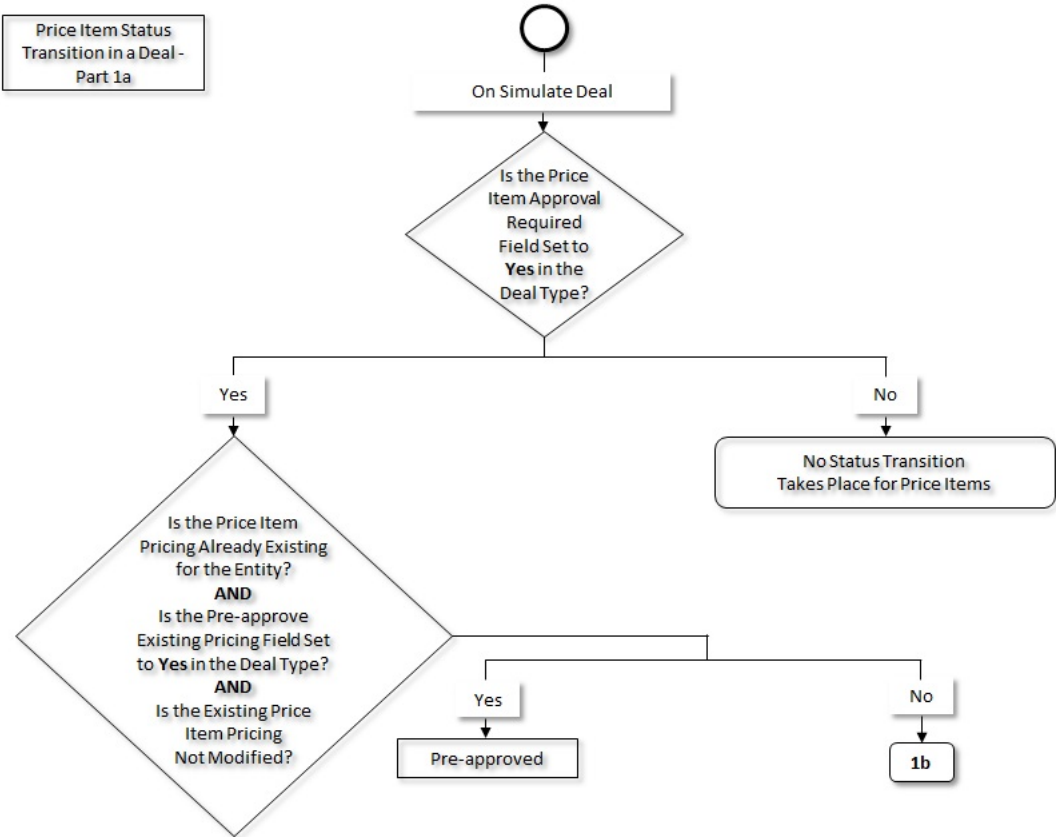 Price Item Status
Transition in a Deal -
Part 1a
On Simulate Deal
Is the Price
Item Approval
Required
Field Set to
Yes in the
Deal Type?
Yes
No
No Status Transition
Takes Place for Price Items
Is the Price Item
Pricing Already Existing
for the Entity?
AND
Is the Pre-approve
Existing Pricing Field Set
to Yes in the Deal Type?
AND
Is the Existing Price
Item Pricing
Not Modified?
Yes
No
Pre-approved
1b